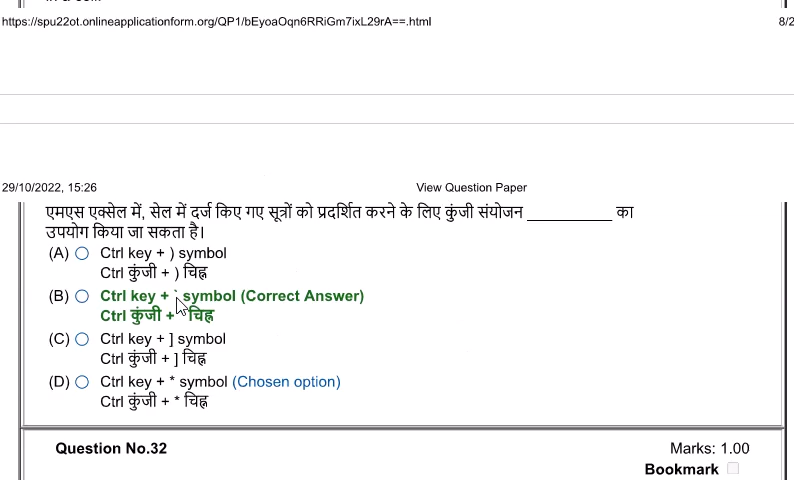 https://spu22ot.onlineapplicationform.org/QP1/bEyoaOqn6RRiGm7ixL29rA==.html 8/2
29/10/2022, 15:26 View Question Paper
एमएस एक्सेल में, सेल में दर्ज किए गए सूत्रों को प्रदर्शित करने के लिए कुंजी संयोजन __________ का
उपयोग किया जा सकता है।
(A) Ctrl key + ) symbol
Ctrl कुंजी + ) चिह्न
(B) Ctrl key + ` symbol (Correct Answer)
Ctrl कुंजी + ` चिह्न
(C) Ctrl key + ] symbol
Ctrl कुंजी + ] चिह्न
(D) Ctrl key + * symbol (Chosen option)
Ctrl कुंजी + * चिह्न
Question No.32 Marks: 1.00
Bookmark